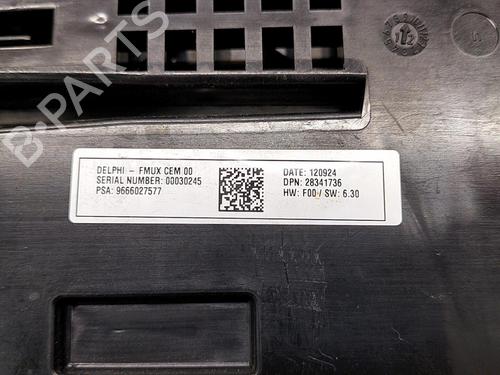 B-PARTS
DELPHI - FMUX CEM 00
SERIAL NUMBER: 00030245
PSA: 9666027577
DATE: 120924
DPN: 28341736
HW: F00 / SW: 6.30